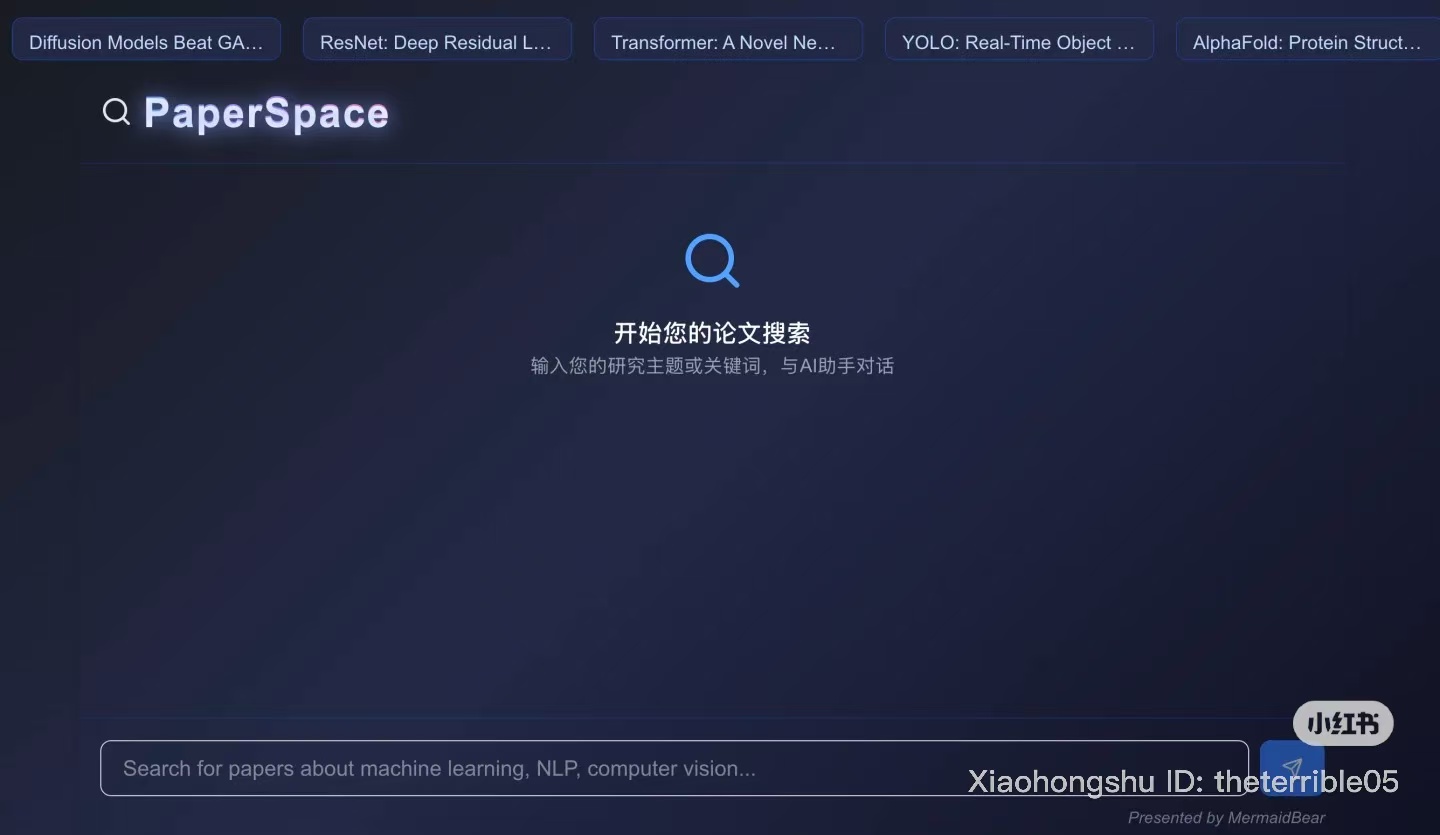 Diffusion Models Beat GA...
ResNet: Deep Residual L...
Transformer: A Novel Ne...
YOLO: Real-Time Object ...
AlphaFold: Protein Struct...
PaperSpace
开始您的论文搜索
输入您的研究主题或关键词，与AI助手对话
Search for papers about machine learning, NLP, computer vision...
小红书
Xiaohongshu ID: theterrible05
Presented by MermaidBear